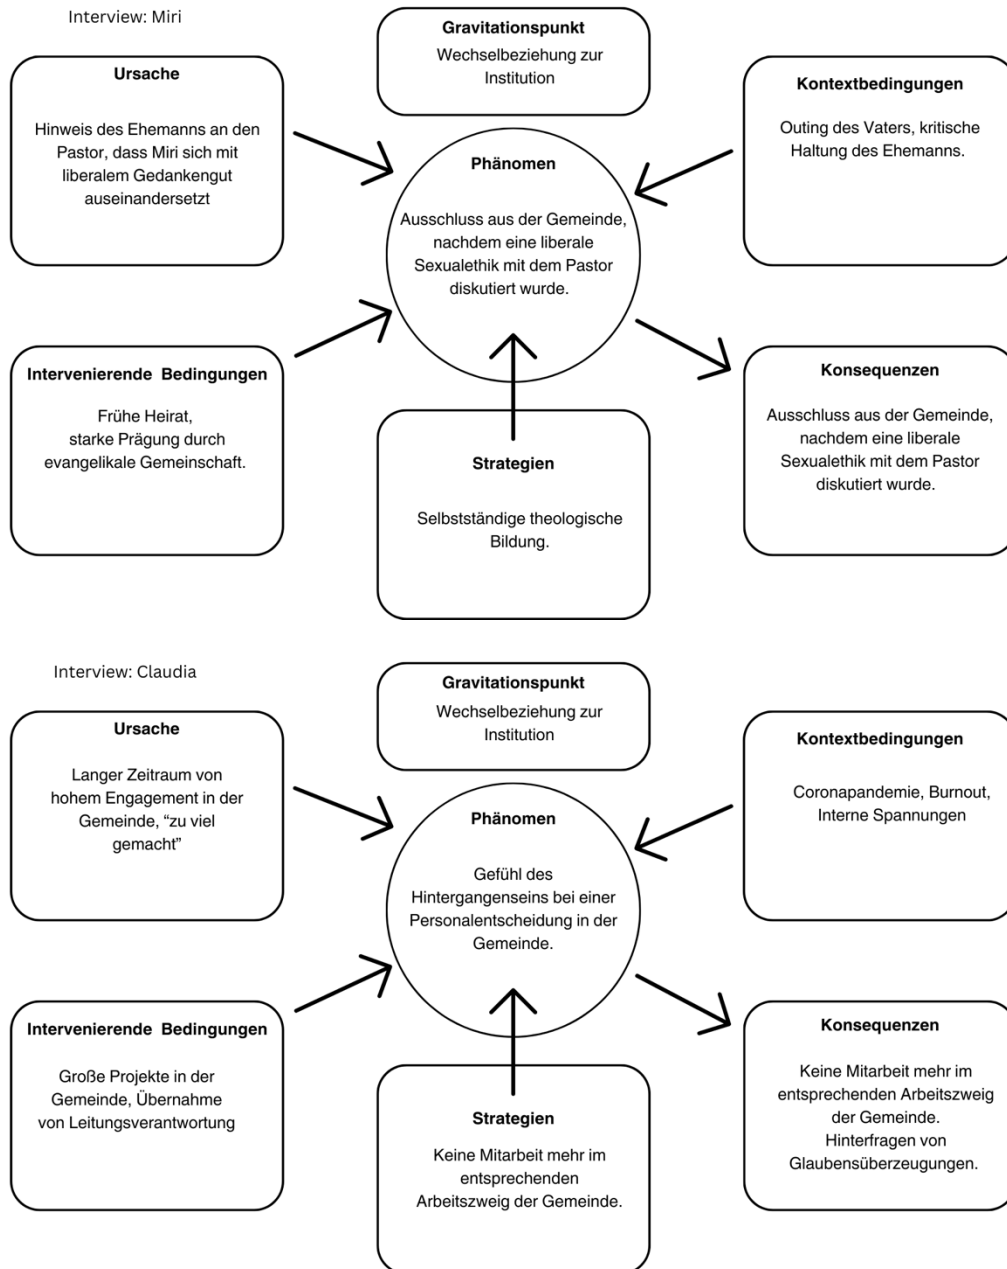 Interview: Miri
Gravitationspunkt
Wechselbeziehung zur
Institution
Ursache
Hinweis des Ehemanns an den
Pastor, dass Miri sich mit
liberalem Gedankengut
auseinandersetzt
Kontextbedingungen
Outing des Vaters, kritische
Haltung des Ehemanns.
Phänomen
Ausschluss aus der Gemeinde,
nachdem eine liberale
Sexualethik mit dem Pastor
diskutiert wurde.
Intervenierende Bedingungen
Frühe Heirat,
starke Prägung durch
evangelikale Gemeinschaft.
Strategien
Selbstständige theologische
Bildung.
Konsequenzen
Ausschluss aus der Gemeinde,
nachdem eine liberale
Sexualethik mit dem Pastor
diskutiert wurde.
Interview: Claudia
Gravitationspunkt
Wechselbeziehung zur
Institution
Ursache
Langer Zeitraum von
hohem Engagement in der
Gemeinde, “zu viel
gemacht”
Kontextbedingungen
Coronapandemie, Burnout,
Interne Spannungen
Phänomen
Gefühl des
Hintergangenseins bei einer
Personalentscheidung in der
Gemeinde.
Intervenierende Bedingungen
Große Projekte in der
Gemeinde, Übernahme
von Leitungsverantwortung
Strategien
Keine Mitarbeit mehr im
entsprechenden
Arbeitszweig der Gemeinde.
Konsequenzen
Keine Mitarbeit mehr im
entsprechenden Arbeitszweig
der Gemeinde.
Hinterfragen von
Glaubensüberzeugungen.